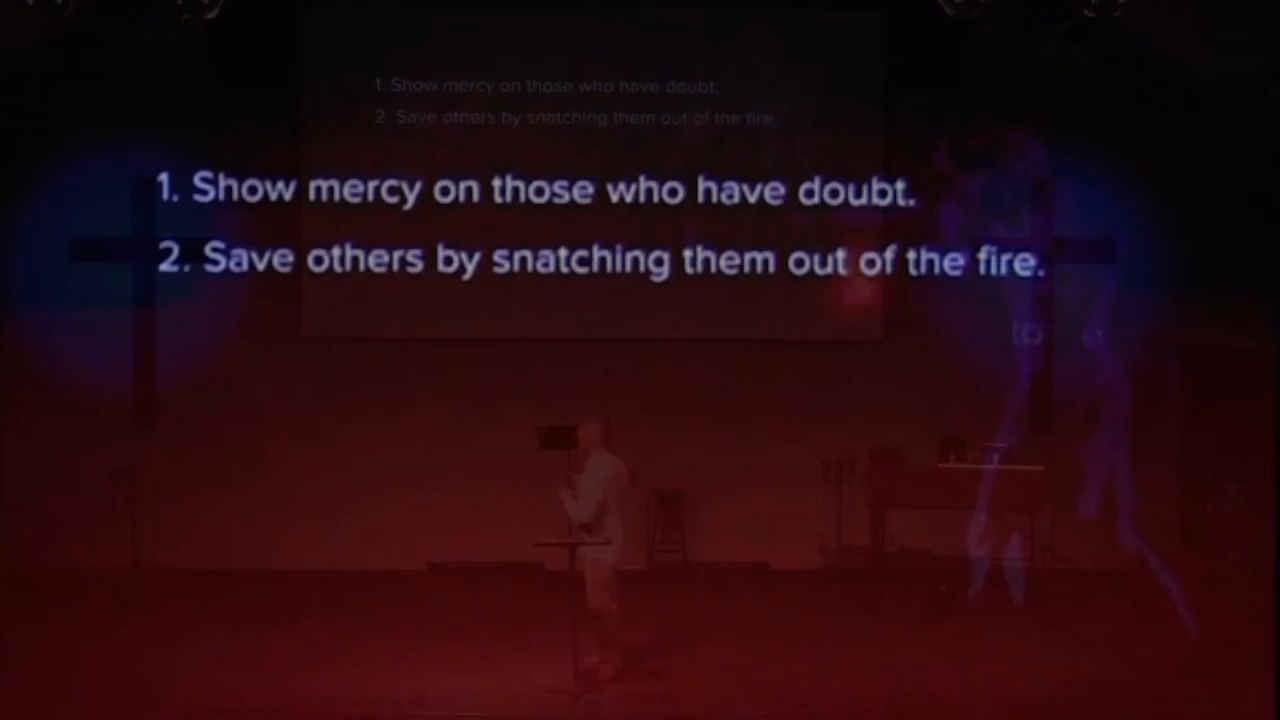 1. Show mercy on those who have doubt.
2. Save others by snatching them out of the fire.
1. Show mercy on those who have doubt.
2. Save others by snatching them out of the fire.